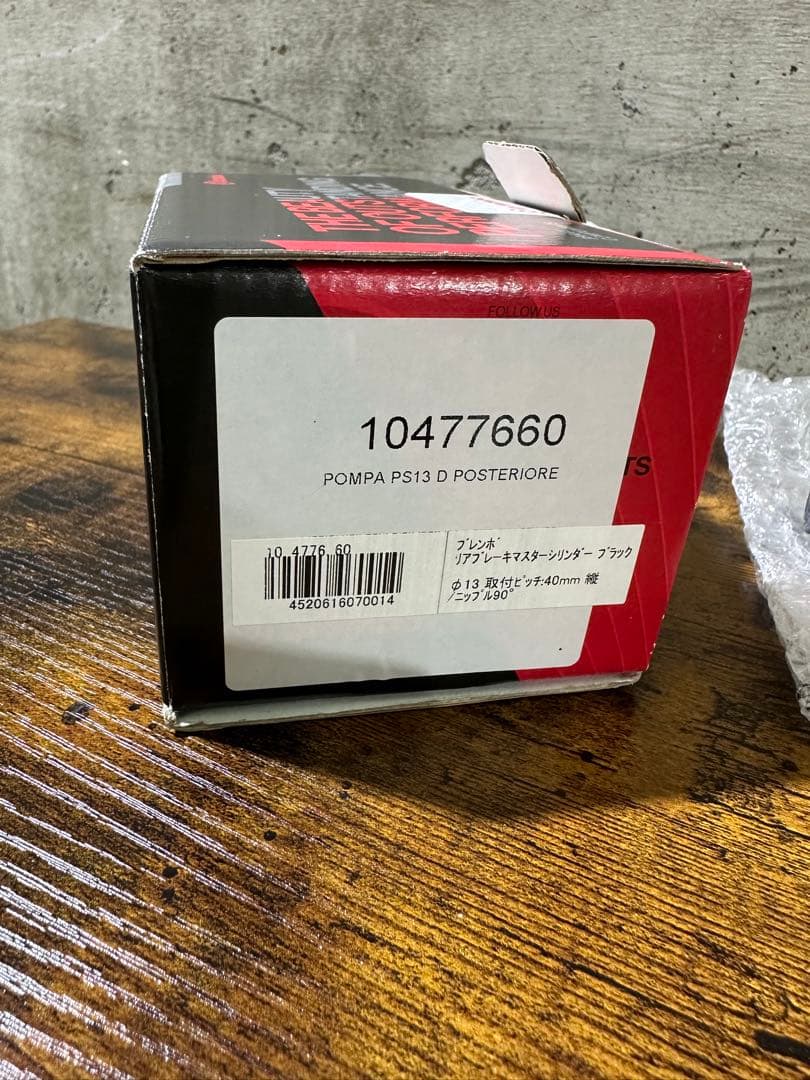 FOLLOW US
10477660
TS
POMPA PS13 D POSTERIORE
10 4776 60
4520616070014
ブレンボ
リアブレーキマスターシリンダー ブラック
φ13 取付ピッチ:40mm 縦
/ニップル90°